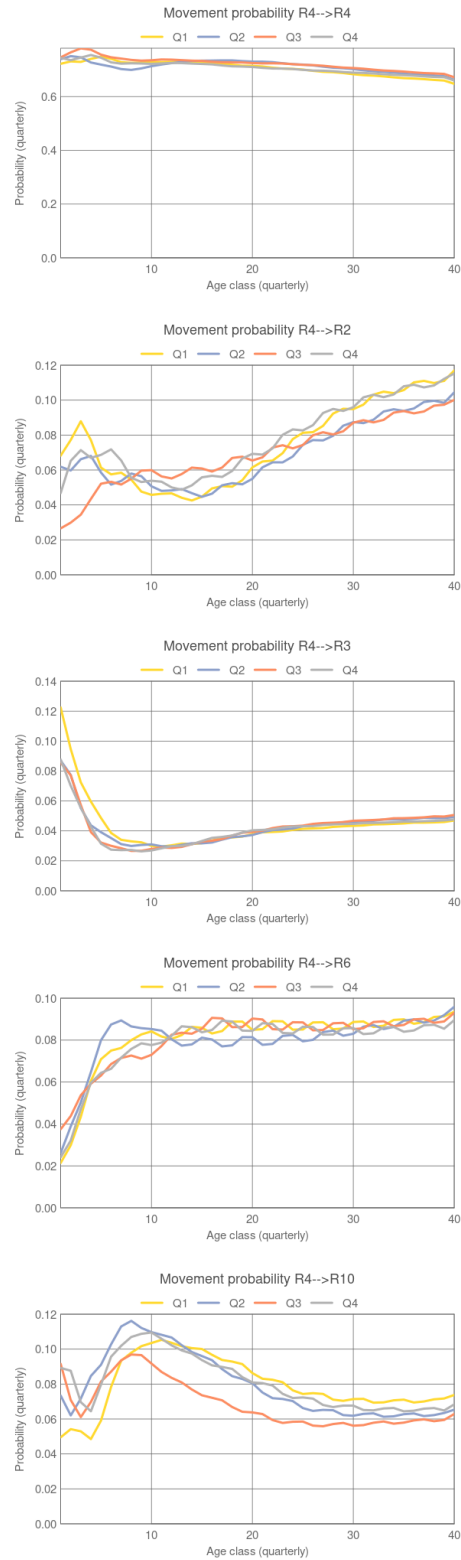 Movement probability R4-->R4
Q1 Q2 Q3 Q4
0.6
0.4
0.2
0.0
Probability (quarterly)
10 20 30 40
Age class (quarterly)
Movement probability R4-->R2
Q1 Q2 Q3 Q4
0.12
0.10
0.08
0.06
0.04
0.02
0.00
Probability (quarterly)
10 20 30 40
Age class (quarterly)
Movement probability R4-->R3
Q1 Q2 Q3 Q4
0.14
0.12
0.10
0.08
0.06
0.04
0.02
0.00
Probability (quarterly)
10 20 30 40
Age class (quarterly)
Movement probability R4-->R6
Q1 Q2 Q3 Q4
0.10
0.08
0.06
0.04
0.02
0.00
Probability (quarterly)
10 20 30 40
Age class (quarterly)
Movement probability R4-->R10
Q1 Q2 Q3 Q4
0.12
0.10
0.08
0.06
0.04
0.02
0.00
Probability (quarterly)
10 20 30 40
Age class (quarterly)